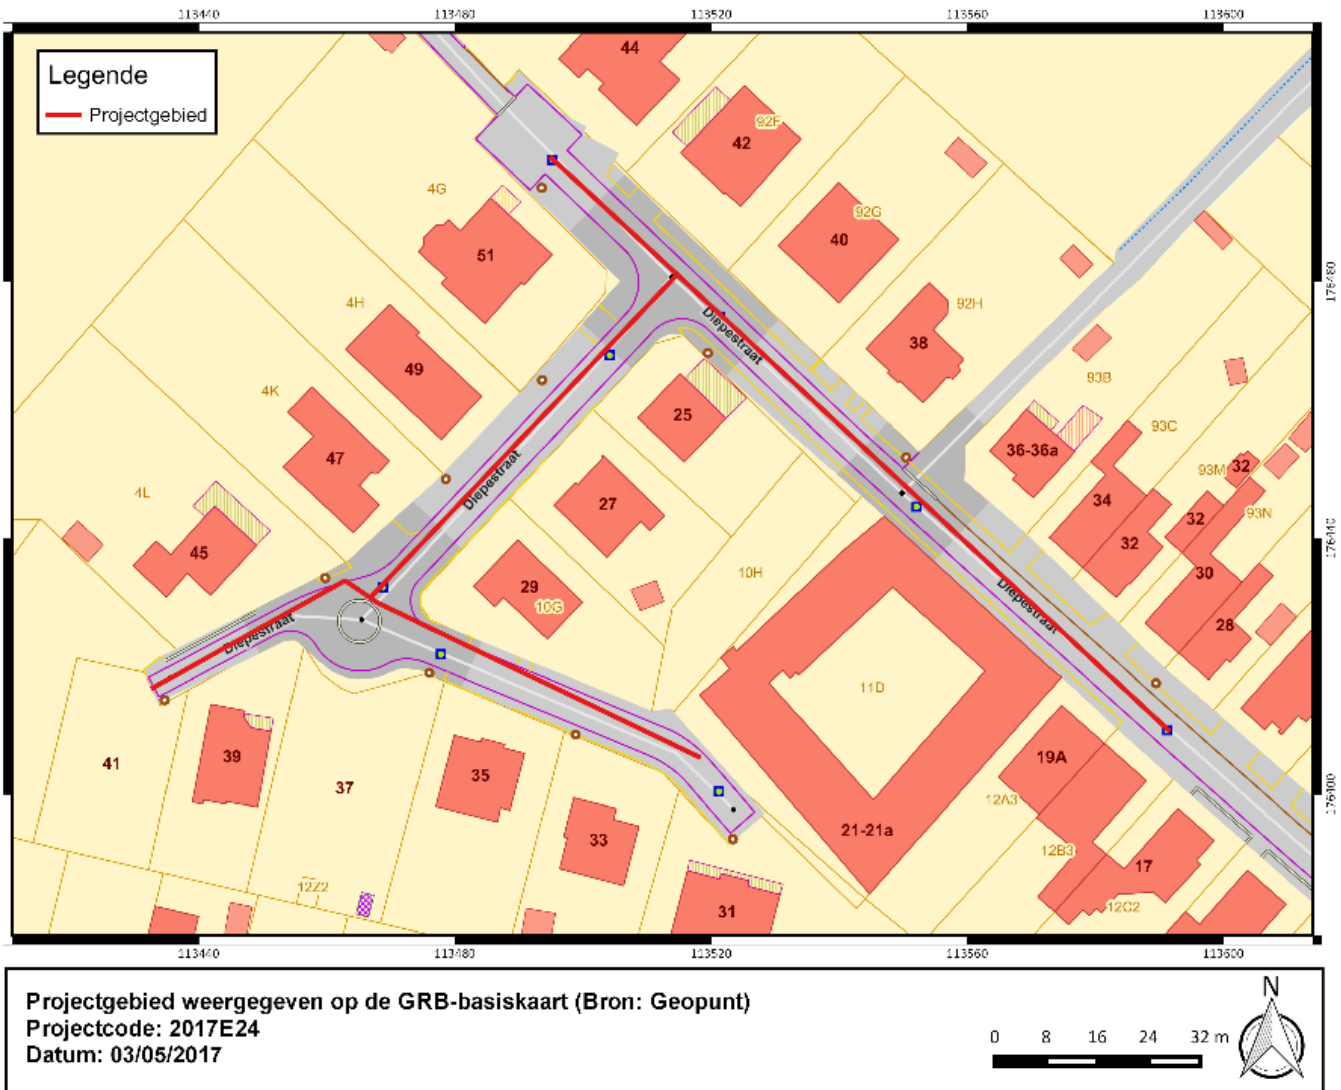 113440 113480 113520 113560 113600
Legende
Projectgebied
44
92F
42
4G
92G
40
51
176480
4H
92H
Diepestraat
38
49
93B
4K
25
93C
36-36a
47
93M
32
Diepestraat
4L
34
27
32
93N
45
32
176440
10H
30
29
10G
Diepestraat
28
Diepestraat
11D
41
39
19A
35
37
12A3
176400
33
21-21a
12B3
17
12Z2
31
12C2
113440 113480 113520 113560 113600
Projectgebied weergegeven op de GRB-basiskaart (Bron: Geopunt)
Projectcode: 2017E24
Datum: 03/05/2017
N
0 8 16 24 32 m